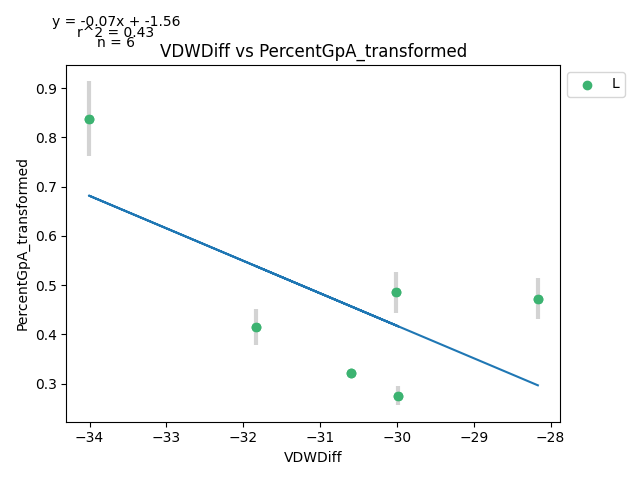 y = -0.07x + -1.56
r^2 = 0.43
n = 6
VDWDiff vs PercentGpA_transformed
L
PercentGpA_transformed
0.9
0.8
0.7
0.6
0.5
0.4
0.3
−34 −33 −32 −31 −30 −29 −28
VDWDiff